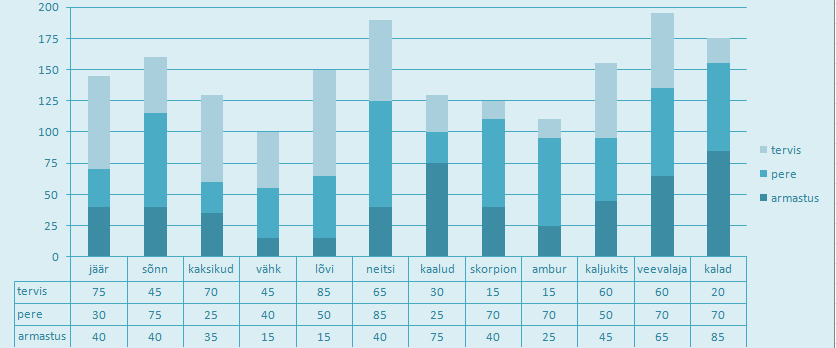 200
175
150
125
100
75
50
25
0
tervis
pere
armastus
jäär sõnn kaksikud vähk lõvi neitsi kaalud skorpion ambur kaljukits veevalaja kalad
tervis 75 45 70 45 85 65 30 15 15 60 60 20
pere 30 75 25 40 50 85 25 70 70 50 70 70
armastus 40 40 35 15 15 40 75 40 25 45 65 85